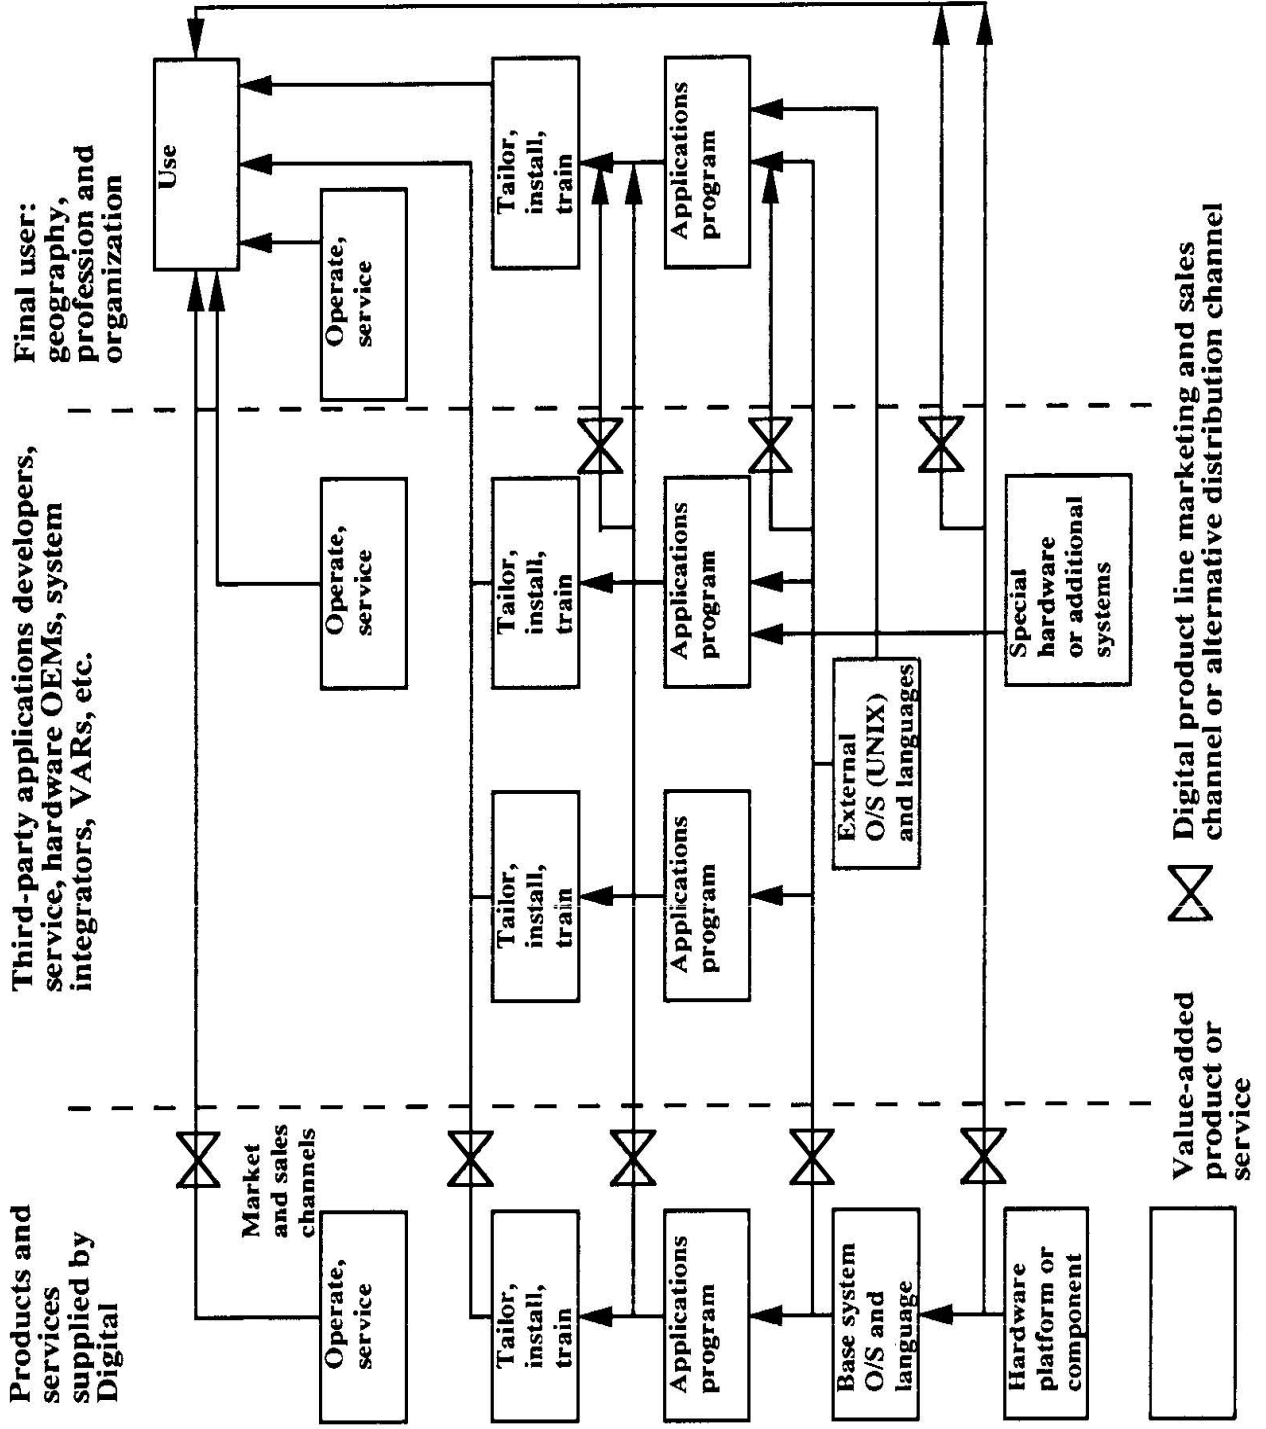 Products and
services
supplied by
Digital
Third-party applications developers,
service, hardware OEMs, system
integrators, VARs, etc.
Final user:
geography,
profession and
organization
Use
Market
and sales
channels
Operate,
service
Operate,
service
Operate,
service
Tailor,
install,
train
Tailor,
install,
train
Tailor,
install,
train
Tailor,
install,
train
Applications
program
Applications
program
Applications
program
Applications
program
Base system
O/S and
language
External
O/S (UNIX)
and languages
Hardware
platform or
component
Special
hardware
or additional
systems
Value-added
product or
service
Digital product line marketing and sales
channel or alternative distribution channel